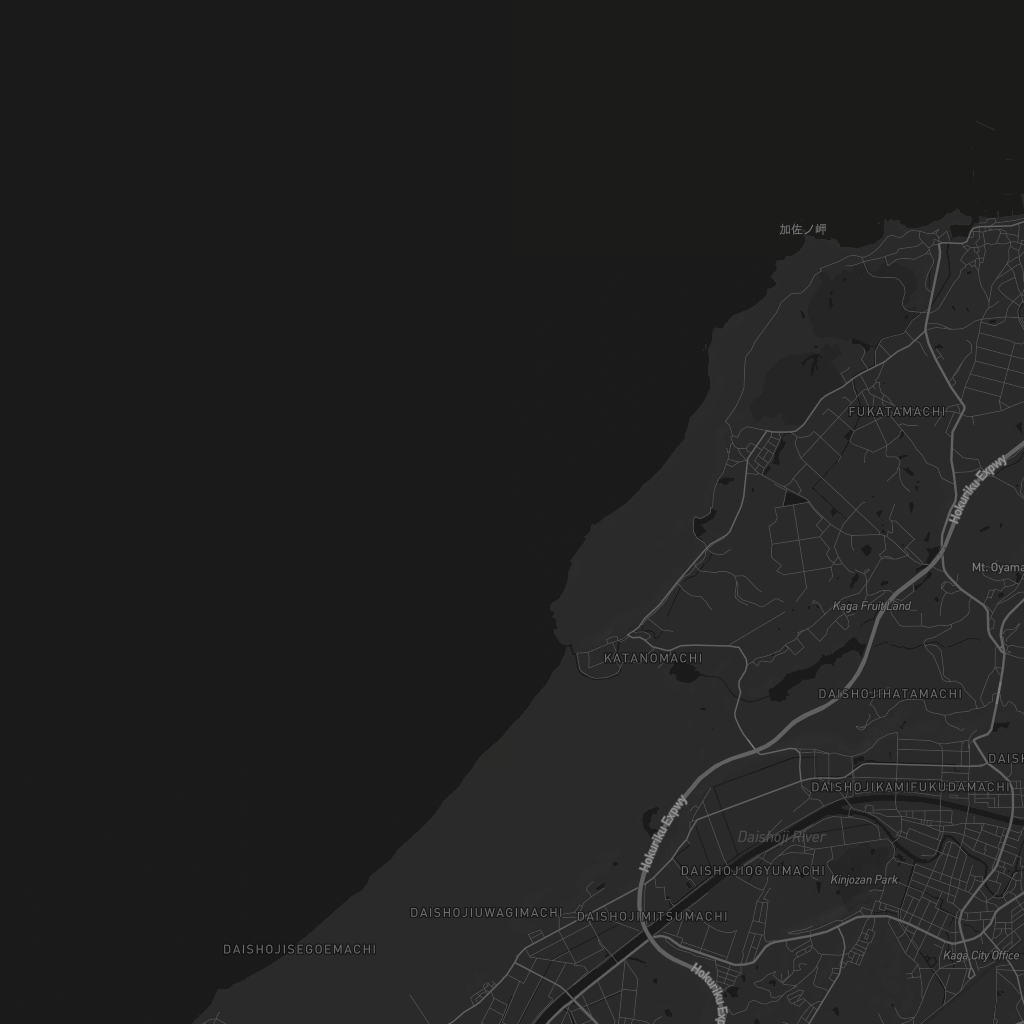 加佐ノ岬
FUKATAMACHI
Hokuriku Expwy
Mt. Oyama
Kaga Fruit Land
KATANOMACHI
DAISHOJIHATAMACHI
DAISH
DAISHOJIKAMIFUKUDAMACHI
Hokuriku Expwy
Daishoji River
DAISHOJIOGYUMACHI
Kinjozan Park
DAISHOJIUWAGIMACHI
DAISHOJIMITSUMACHI
DAISHOJISEGOEMACHI
Kaga City Office
Hokuriku Expwy